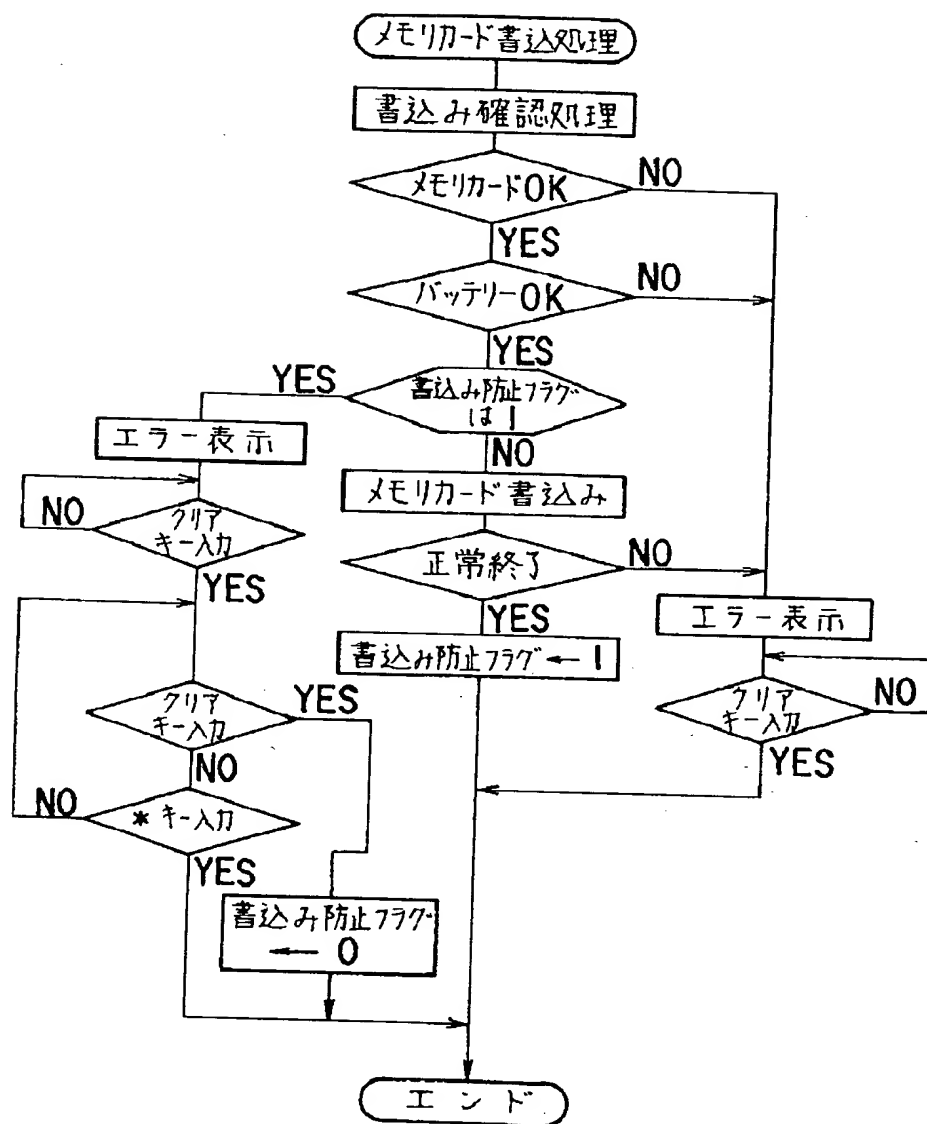 メモリカード書込処理
書込み確認処理
メモリカードOK
NO
YES
バッテリーOK
NO
YES
書込み防止フラグ
は 1
YES
NO
エラー表示
クリア
キー入力
NO
YES
クリア
キー入力
YES
NO
* キー入力
NO
YES
書込み防止フラグ
← 0
メモリカード書込み
正常終了
NO
YES
書込み防止フラグ ← 1
エラー表示
クリア
キー入力
NO
YES
エンド